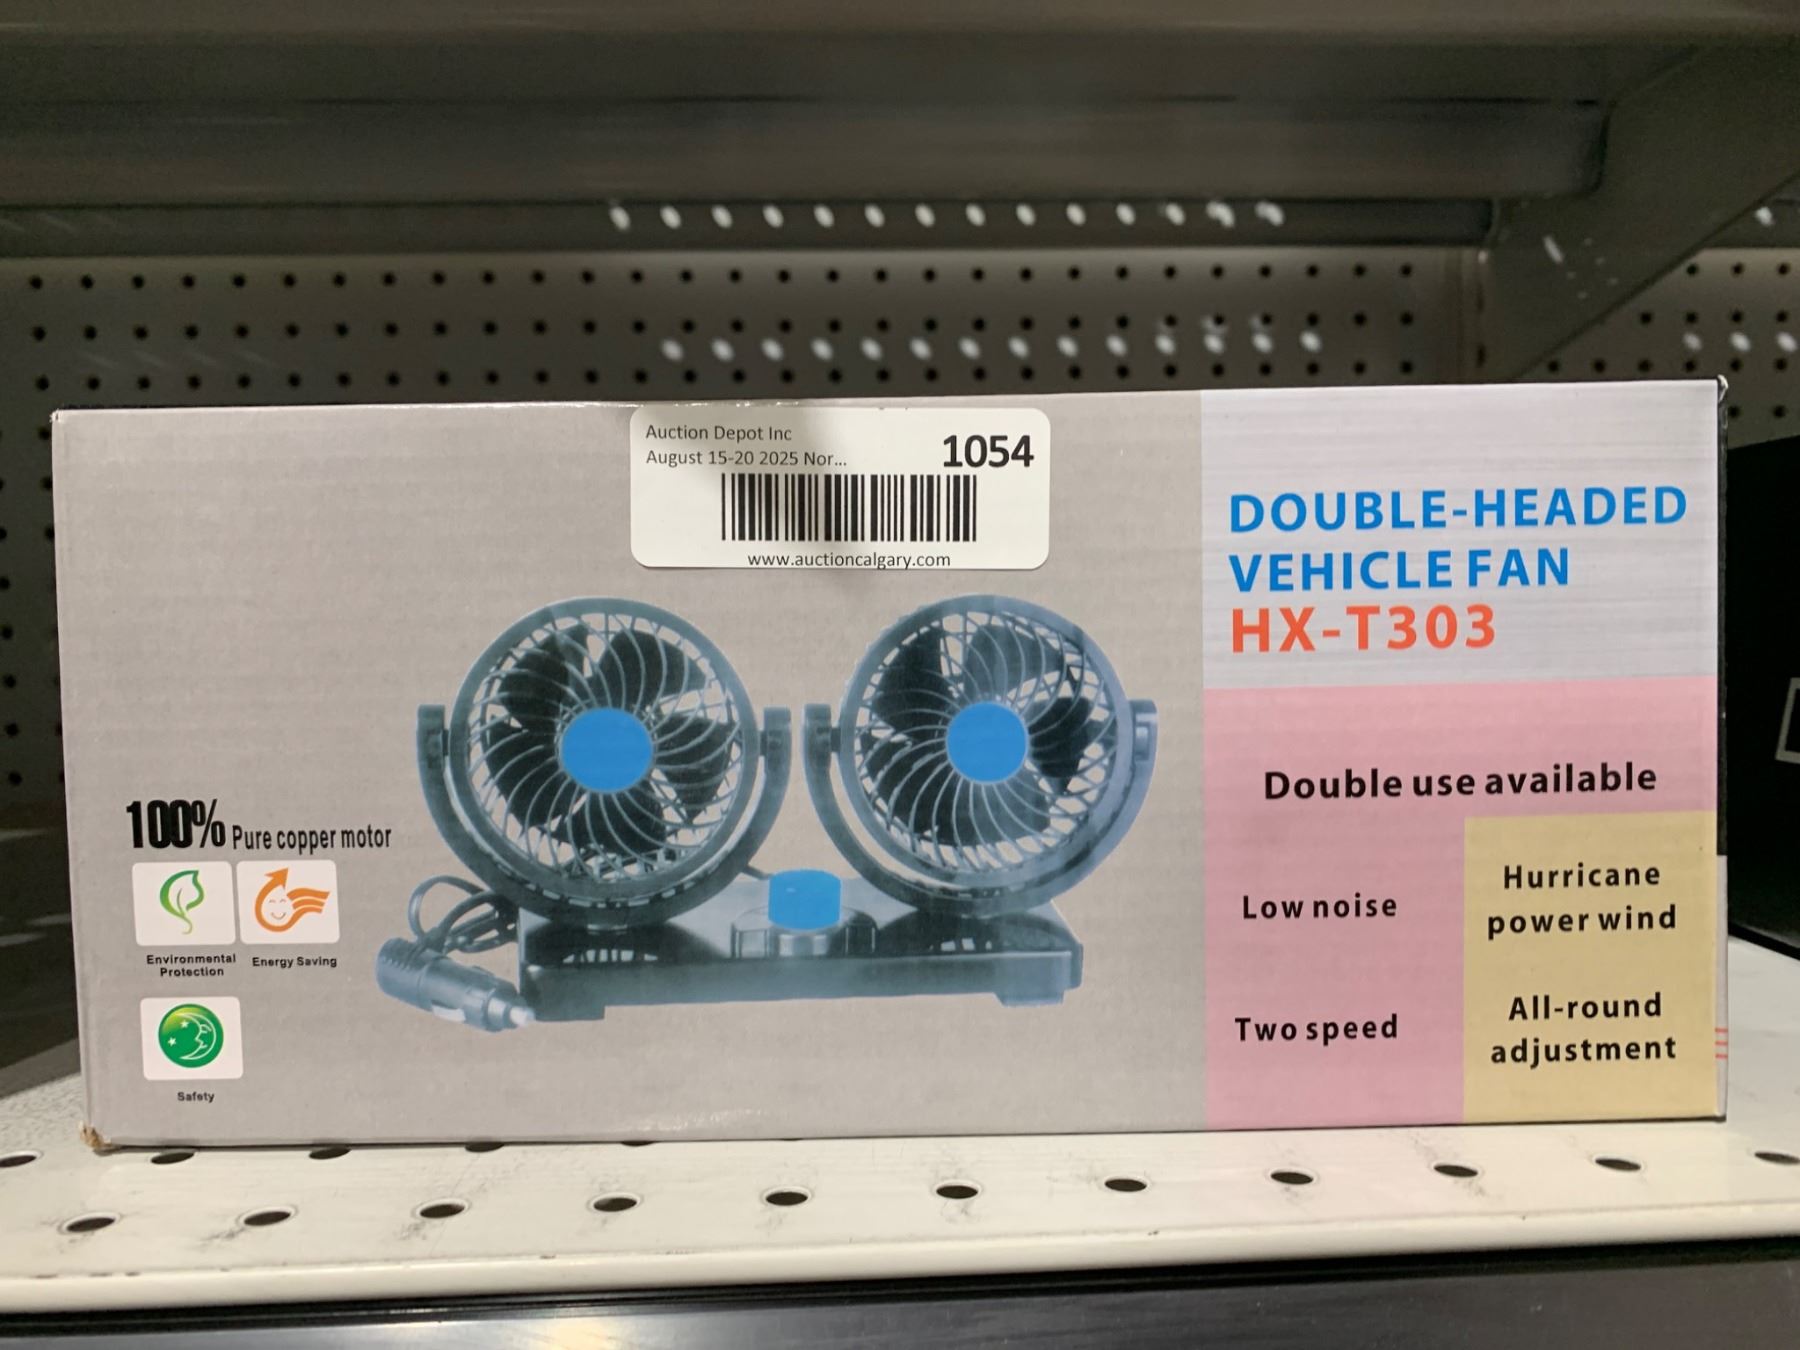 Auction Depot Inc
August 15-20 2025 Nor...
1054
www.auctioncalgary.com
DOUBLE-HEADED
VEHICLE FAN
HX-T303
Double use available
Low noise
Hurricane
power wind
Two speed
All-round
adjustment
100% Pure copper motor
Environmental
Protection
Energy Saving
Safety